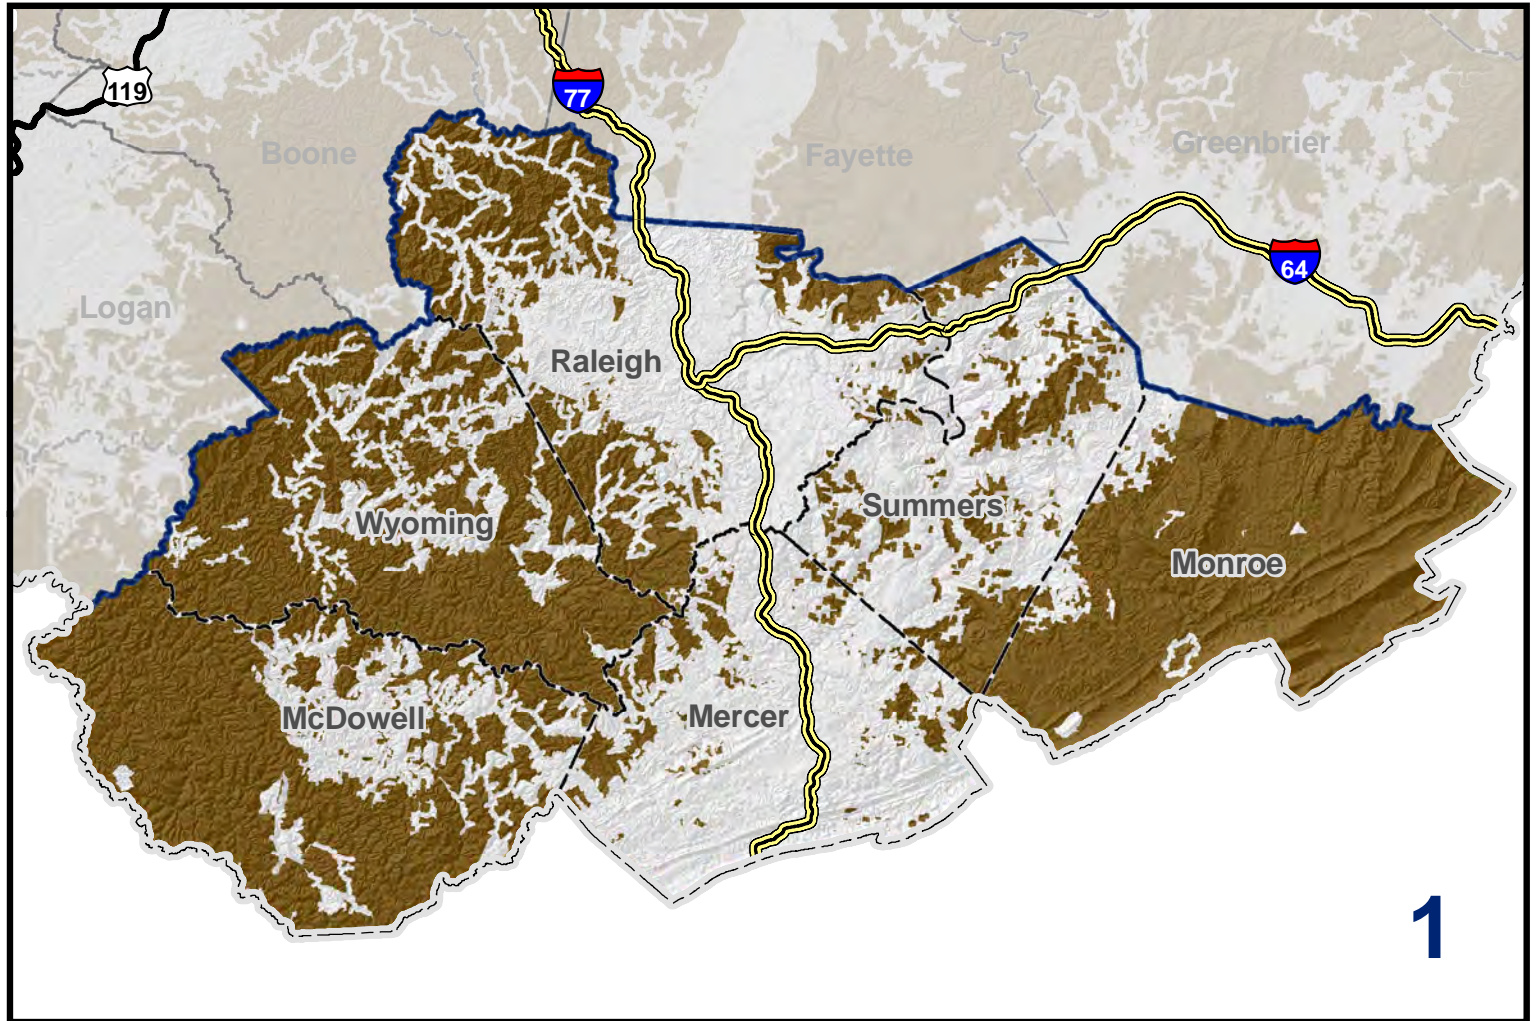 119
77
Boone
Fayette
Greenbrier
64
Logan
Raleigh
Summers
Wyoming
Monroe
McDowell
Mercer
1